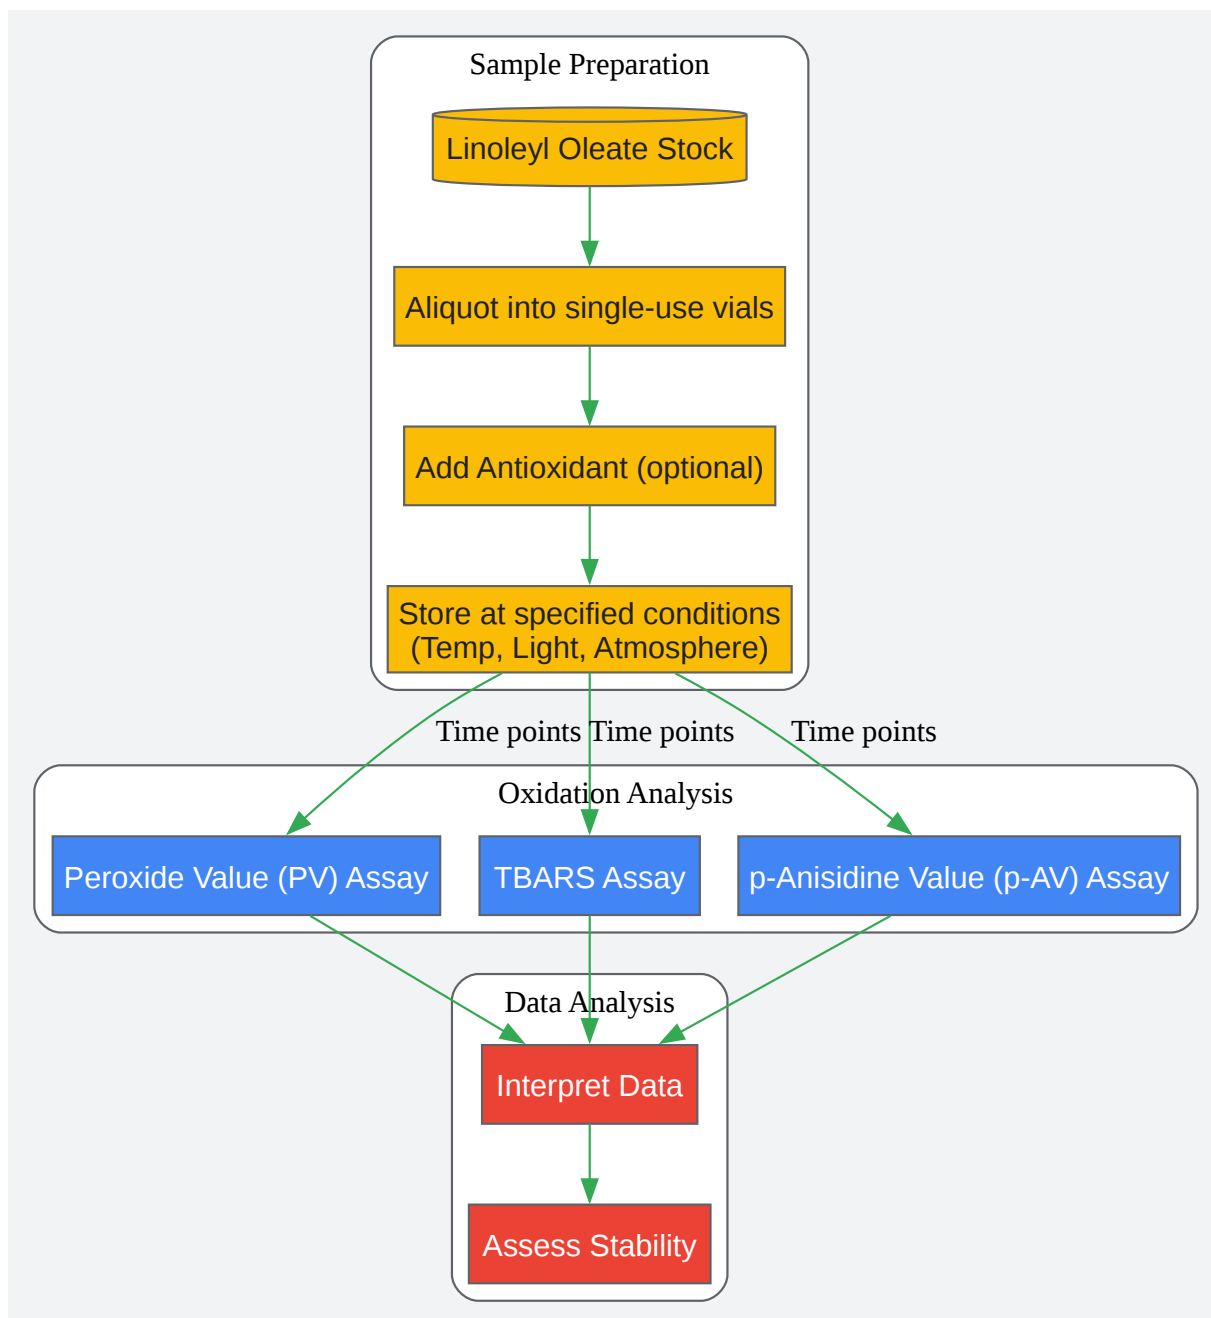 Sample Preparation
Linoleyl Oleate Stock
Aliquot into single-use vials
Add Antioxidant (optional)
Store at specified conditions
(Temp, Light, Atmosphere)
Time points
Time points
Time points
Oxidation Analysis
Peroxide Value (PV) Assay
TBARS Assay
p-Anisidine Value (p-AV) Assay
Data Analysis
Interpret Data
Assess Stability